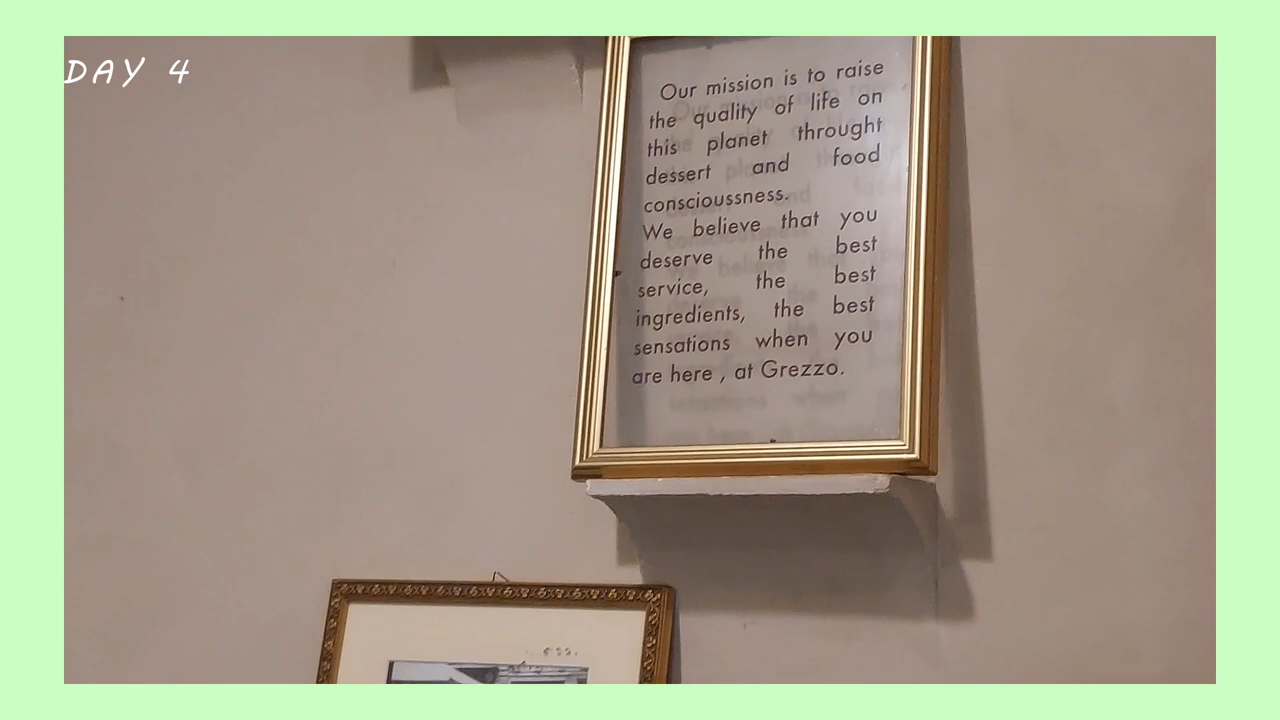 DAY 4
Our mission is to raise
the quality of life on
this planet throught
dessert and food
conscioussness.
We believe that you
deserve the best
service, the best
ingredients, the best
sensations when you
are here , at Grezzo.